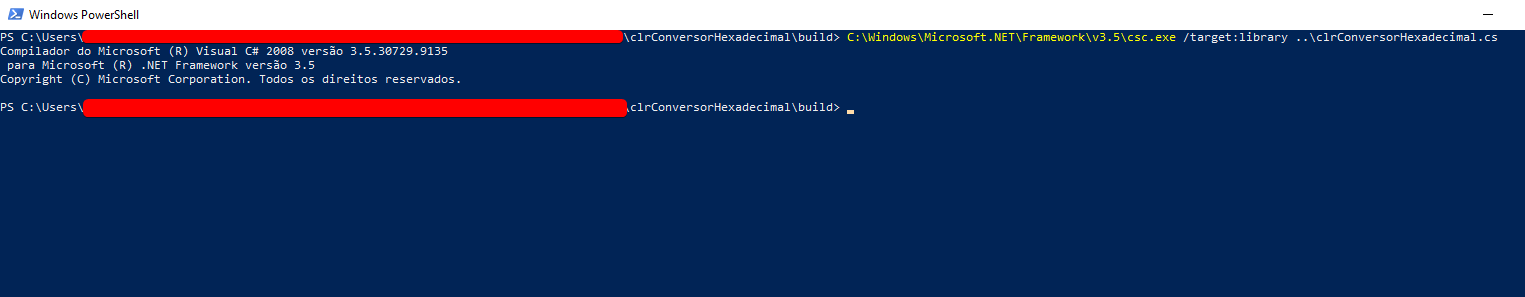 Windows PowerShell
PS C:\Users\ \clrConversorHexadecimal\build> C:\Windows\Microsoft.NET\Framework\v3.5\csc.exe /target:library ..\clrConversorHexadecimal.cs
Compilador do Microsoft (R) Visual C# 2008 versão 3.5.30729.9135
 para Microsoft (R) .NET Framework versão 3.5
Copyright (C) Microsoft Corporation. Todos os direitos reservados.
PS C:\Users\ \clrConversorHexadecimal\build>